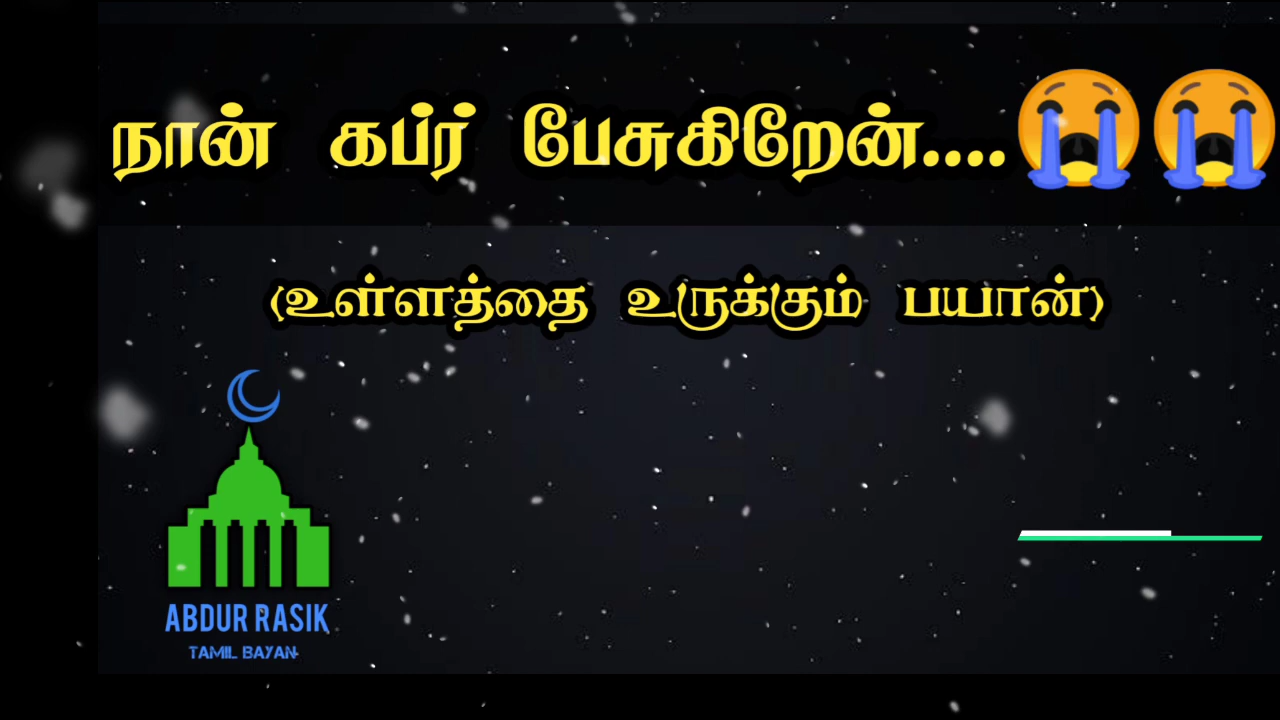 நான் கப்ர் பேசுகிறேன்....😭😭
(உள்ளத்தை உருக்கும் பயான்)
ABDUR RASIK
TAMIL BAYAN